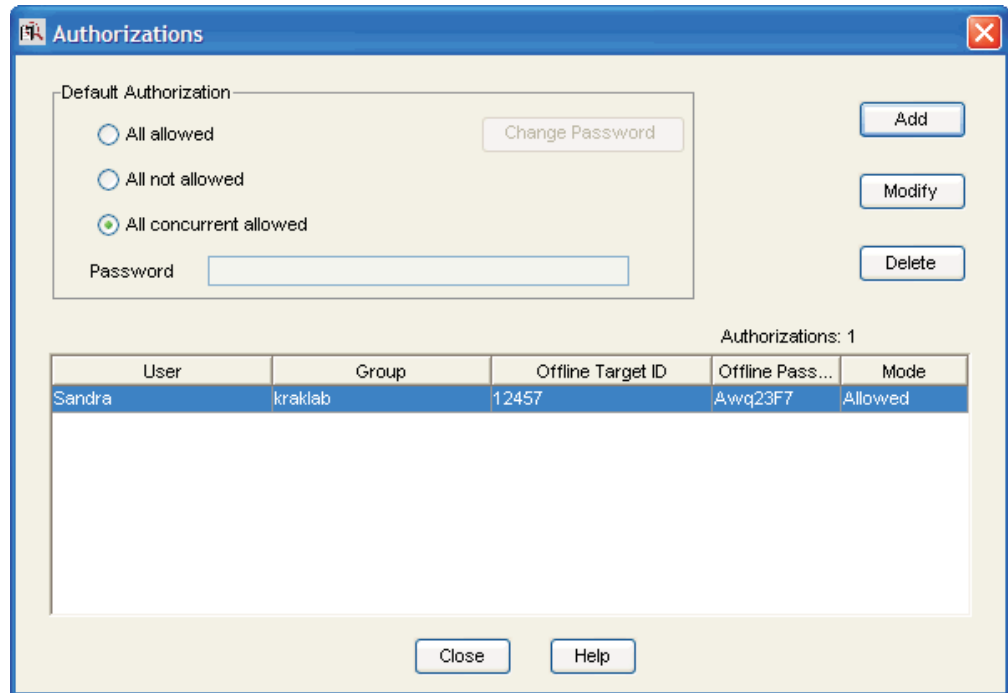 Authorizations
Default Authorization
All allowed
Change Password
All not allowed
All concurrent allowed
Password
Add
Modify
Delete
Authorizations: 1
User Group Offline Target ID Offline Pass... Mode
Sandra kraklab 12457 Awq23F7 Allowed
Close Help